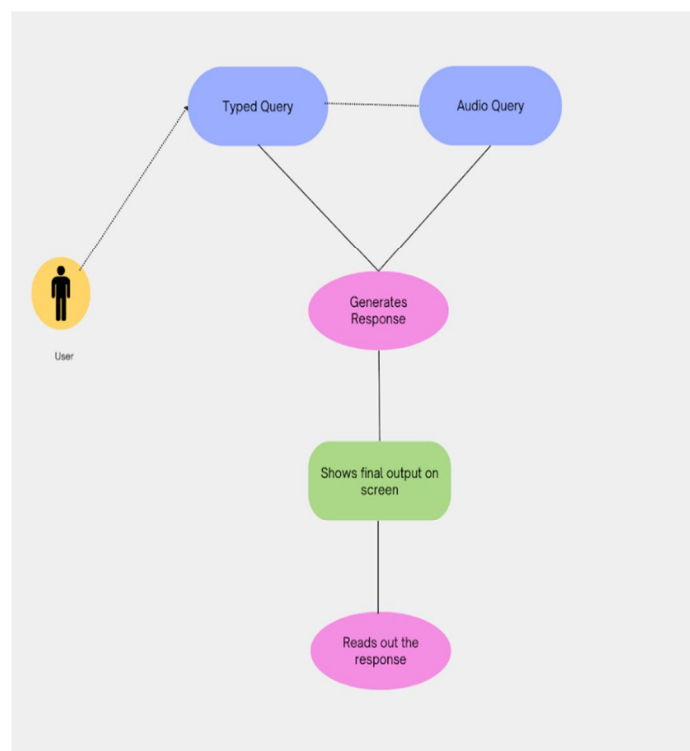 Typed Query
Audio Query
Generates
Response
User
Shows final output on
screen
Reads out the
response